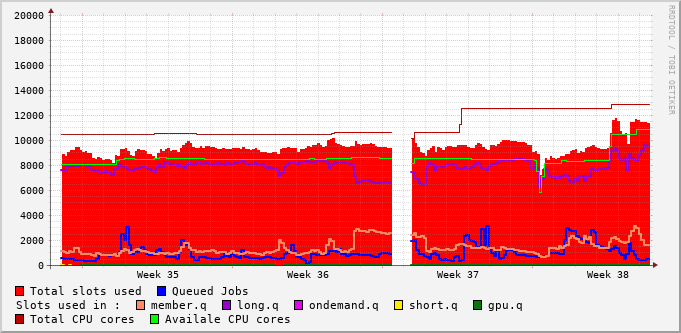 20000
18000
16000
14000
12000
10000
8000
6000
4000
2000
0
Week 35 Week 36 Week 37 Week 38
RRDTOOL / TOBI OETIKER
Total slots used Queued Jobs
Slots used in : member.q long.q ondemand.q short.q gpu.q
Total CPU cores Availale CPU cores